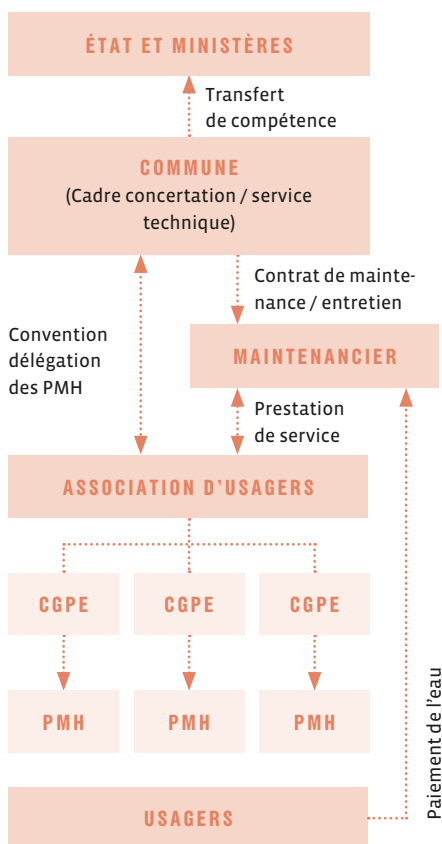 ÉTAT ET MINISTÈRES
Transfert
de compétence
COMMUNE
(Cadre concertation / service
technique)
Contrat de mainte-
nance / entretien
Convention
délégation
des PMH
MAINTENANCIER
Prestation
de service
ASSOCIATION D'USAGERS
CGPE CGPE CGPE
PMH PMH PMH
Paiement de l'eau
USAGERS